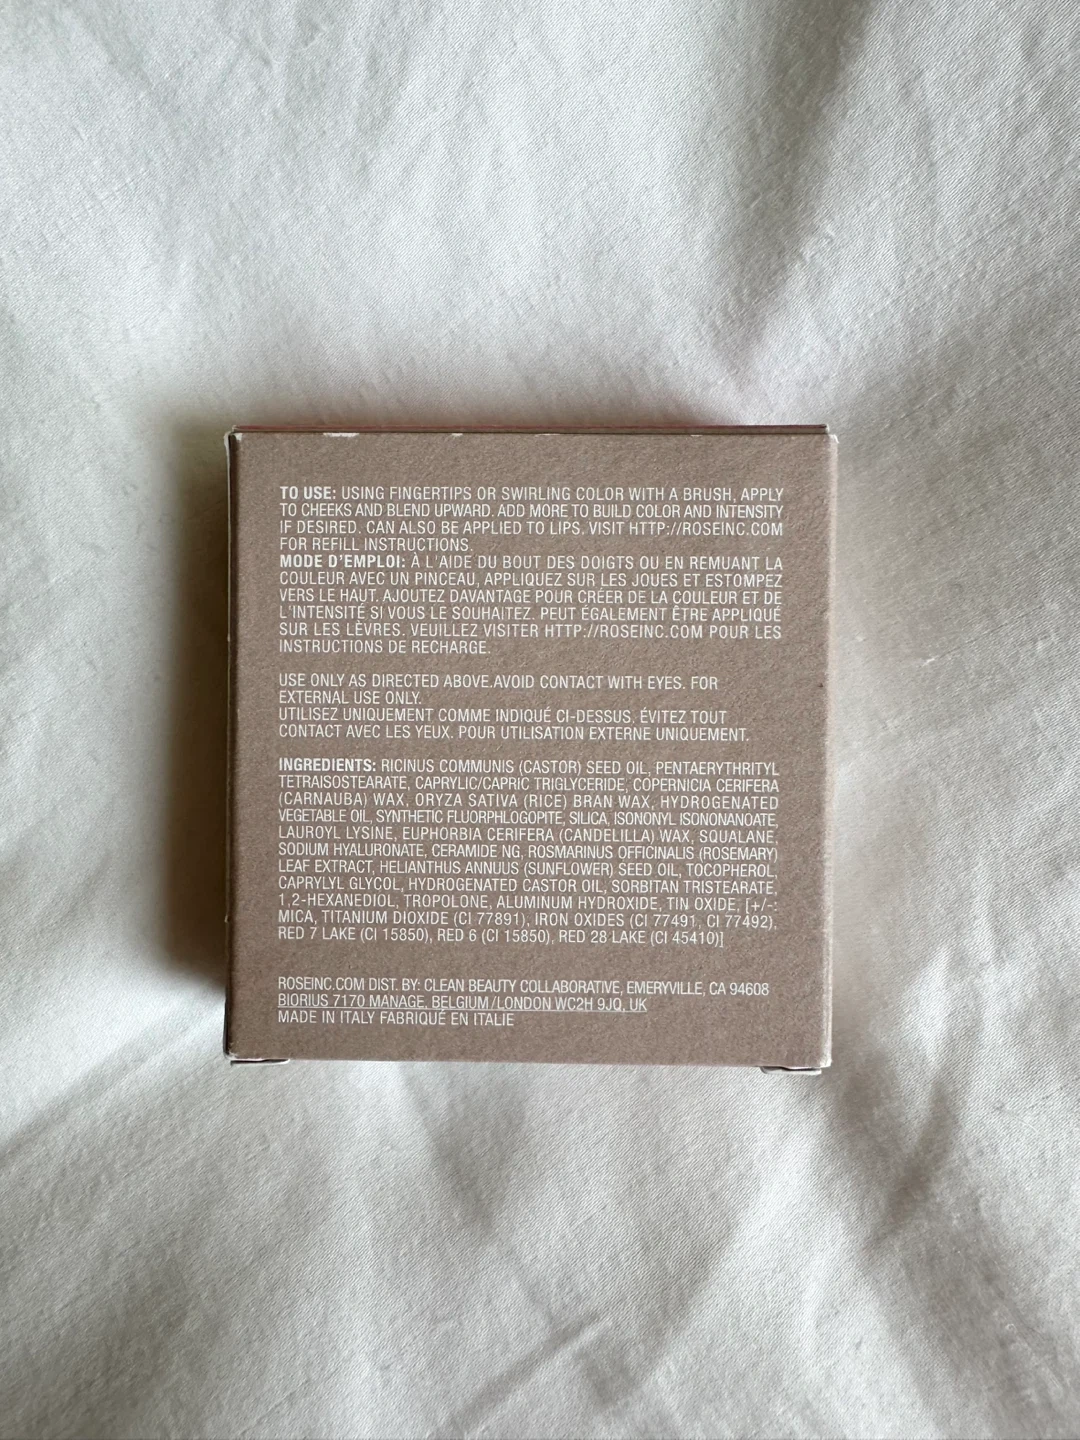 TO USE: USING FINGERTIPS OR SWIRLING COLOR WITH A BRUSH, APPLY
TO CHEEKS AND BLEND UPWARD. ADD MORE TO BUILD COLOR AND INTENSITY
IF DESIRED. CAN ALSO BE APPLIED TO LIPS. VISIT HTTP://ROSEINC.COM
FOR REFILL INSTRUCTIONS.
MODE D'EMPLOI: À L'AIDE DU BOUT DES DOIGTS OU EN REMUANT LA
COULEUR AVEC UN PINCEAU, APPLIQUEZ SUR LES JOUES ET ESTOMPEZ
VERS LE HAUT. AJOUTEZ DAVANTAGE POUR CRÉER DE LA COULEUR ET DE
L'INTENSITÉ SI VOUS LE SOUHAITEZ. PEUT ÉGALEMENT ÊTRE APPLIQUÉ
SUR LES LÈVRES. VEUILLEZ VISITER HTTP://ROSEINC.COM POUR LES
INSTRUCTIONS DE RECHARGE.
USE ONLY AS DIRECTED ABOVE.AVOID CONTACT WITH EYES. FOR
EXTERNAL USE ONLY.
UTILISEZ UNIQUEMENT COMME INDIQUÉ CI-DESSUS. ÉVITEZ TOUT
CONTACT AVEC LES YEUX. POUR UTILISATION EXTERNE UNIQUEMENT.
INGREDIENTS: RICINUS COMMUNIS (CASTOR) SEED OIL, PENTAERYTHRITYL
TETRAISOSTEARATE, CAPRYLIC/CAPRIC TRIGLYCERIDE, COPERNICIA CERIFERA
(CARNAUBA) WAX, ORYZA SATIVA (RICE) BRAN WAX, HYDROGENATED
VEGETABLE OIL, SYNTHETIC FLUORPHLOGOPITE, SILICA, ISONONYL ISONONANOATE,
LAUROYL LYSINE, EUPHORBIA CERIFERA (CANDELILLA) WAX, SQUALANE,
SODIUM HYALURONATE, CERAMIDE NG, ROSMARINUS OFFICINALIS (ROSEMARY)
LEAF EXTRACT, HELIANTHUS ANNUUS (SUNFLOWER) SEED OIL, TOCOPHEROL,
CAPRYLYL GLYCOL, HYDROGENATED CASTOR OIL, SORBITAN TRISTEARATE,
1,2-HEXANEDIOL, TROPOLONE, ALUMINUM HYDROXIDE, TIN OXIDE, [+/-:
MICA, TITANIUM DIOXIDE (CI 77891), IRON OXIDES (CI 77491, CI 77492),
RED 7 LAKE (CI 15850), RED 6 (CI 15850), RED 28 LAKE (CI 45410)]
ROSEINC.COM DIST. BY: CLEAN BEAUTY COLLABORATIVE, EMERYVILLE, CA 94608
BIORIUS 7170 MANAGE, BELGIUM/LONDON WC2H 9JQ, UK
MADE IN ITALY FABRIQUÉ EN ITALIE